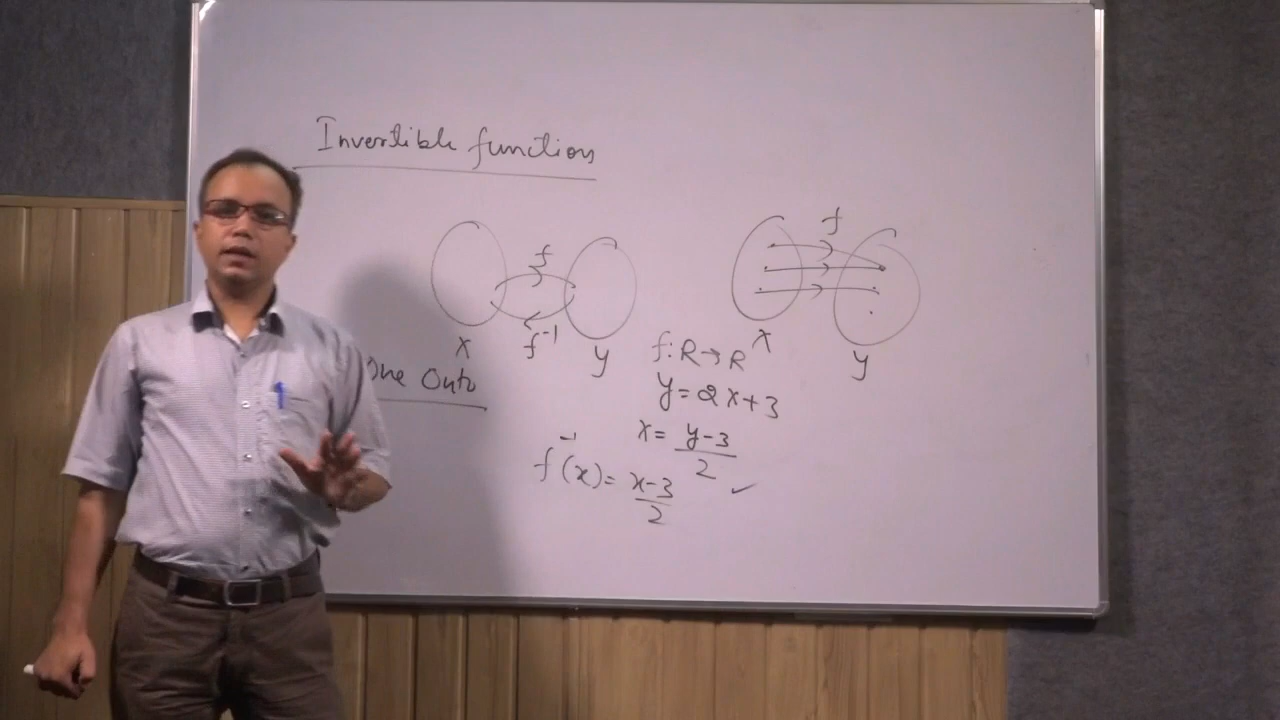 Invertible functions
f
f
f⁻¹
X
y
X
y
One Onto
f: R → R
y = 2x+3
x = y-3/2
f⁻¹(x) = x-3/2 ✓